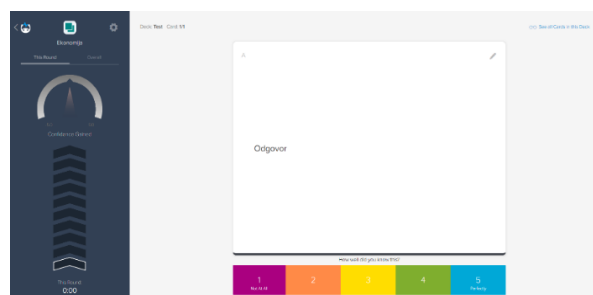 Ekonomija
This Round Overall
Confidence Gained
This Round
0:00
Deck: Test Card 1/1
See all Cards in this Deck
A
Odgovor
How well did you know this?
1 2 3 4 5
Not At All Perfectly